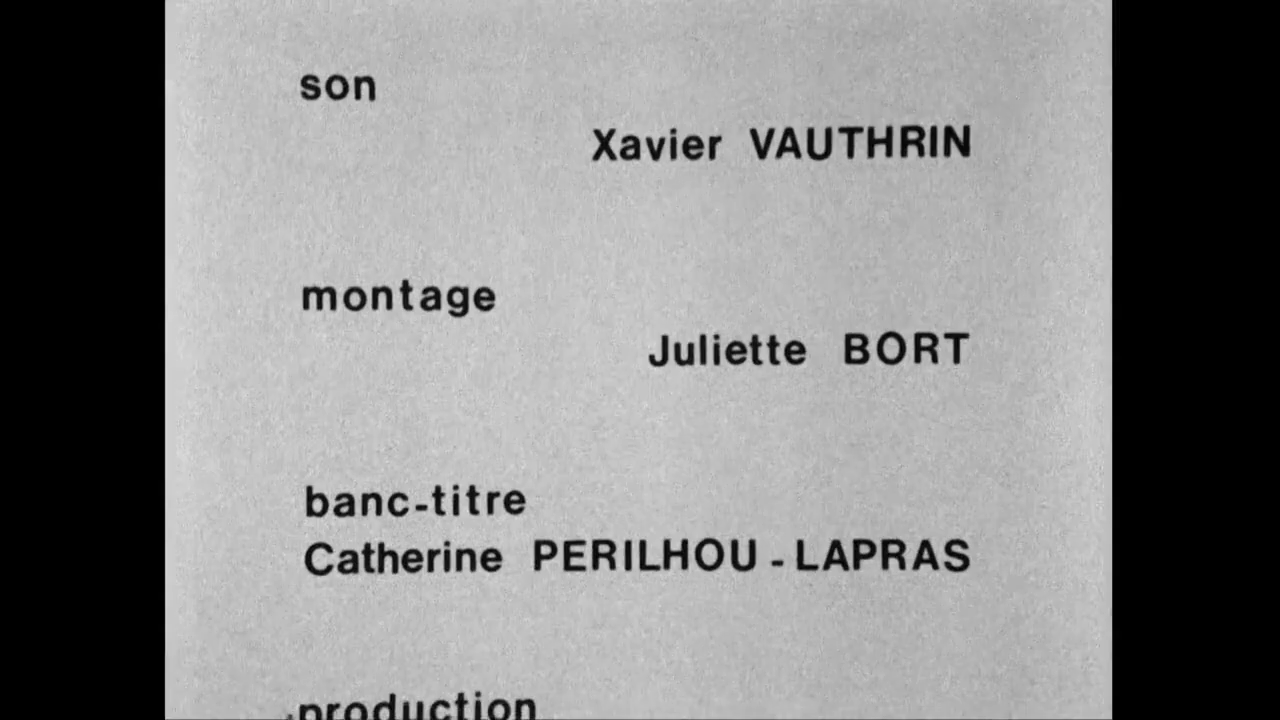 son
Xavier VAUTHRIN
montage
Juliette BORT
banc-titre
Catherine PERILHOU - LAPRAS
production